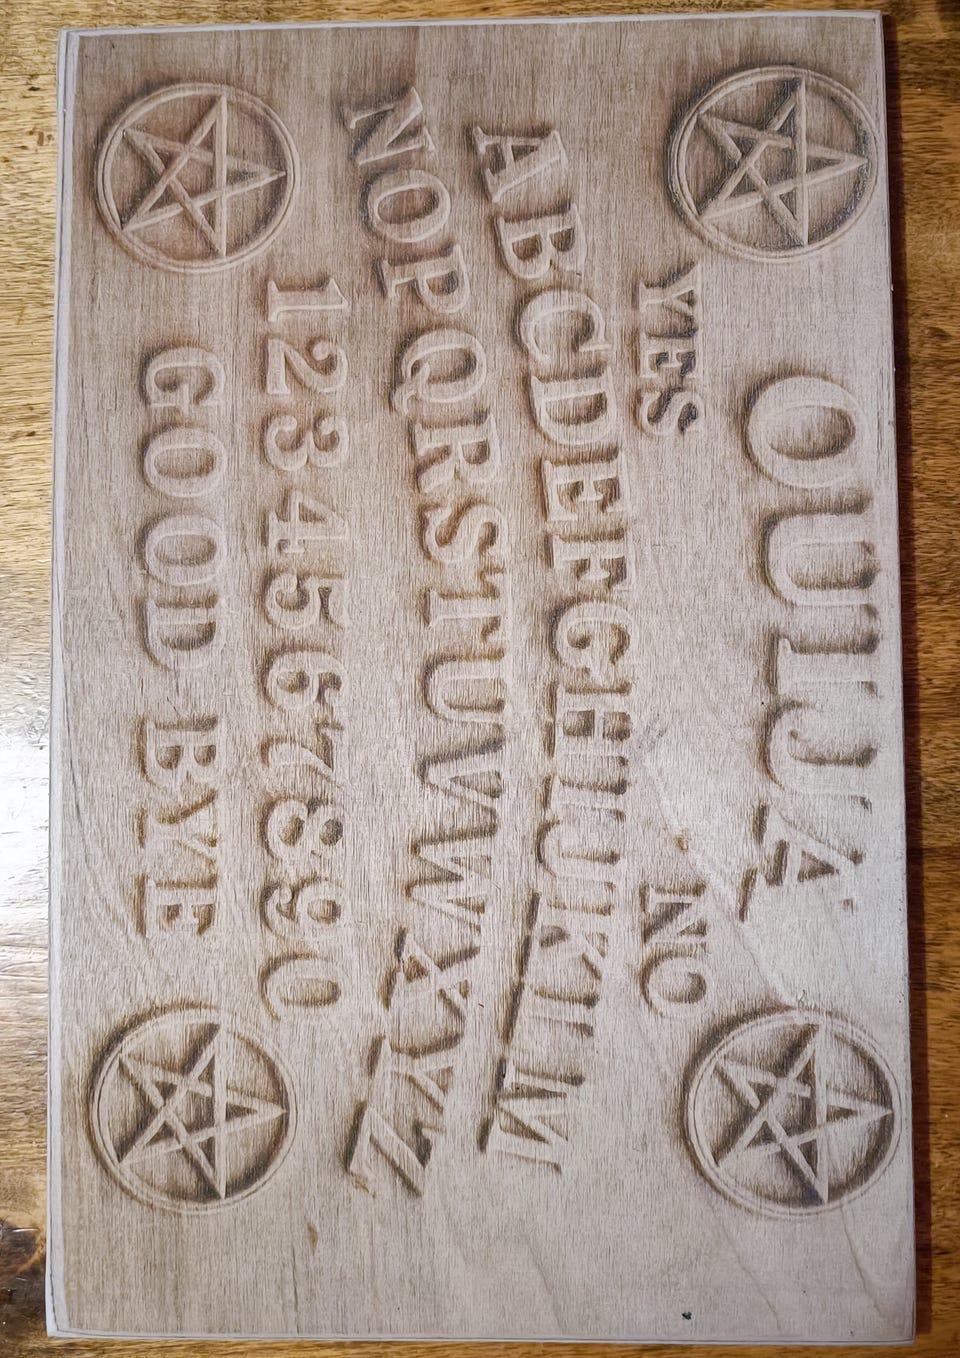 OUIJA
YES NO
ABCDEFGHIJKLM
NOPQRSTUVWXYZ
1234567890
GOOD BYE